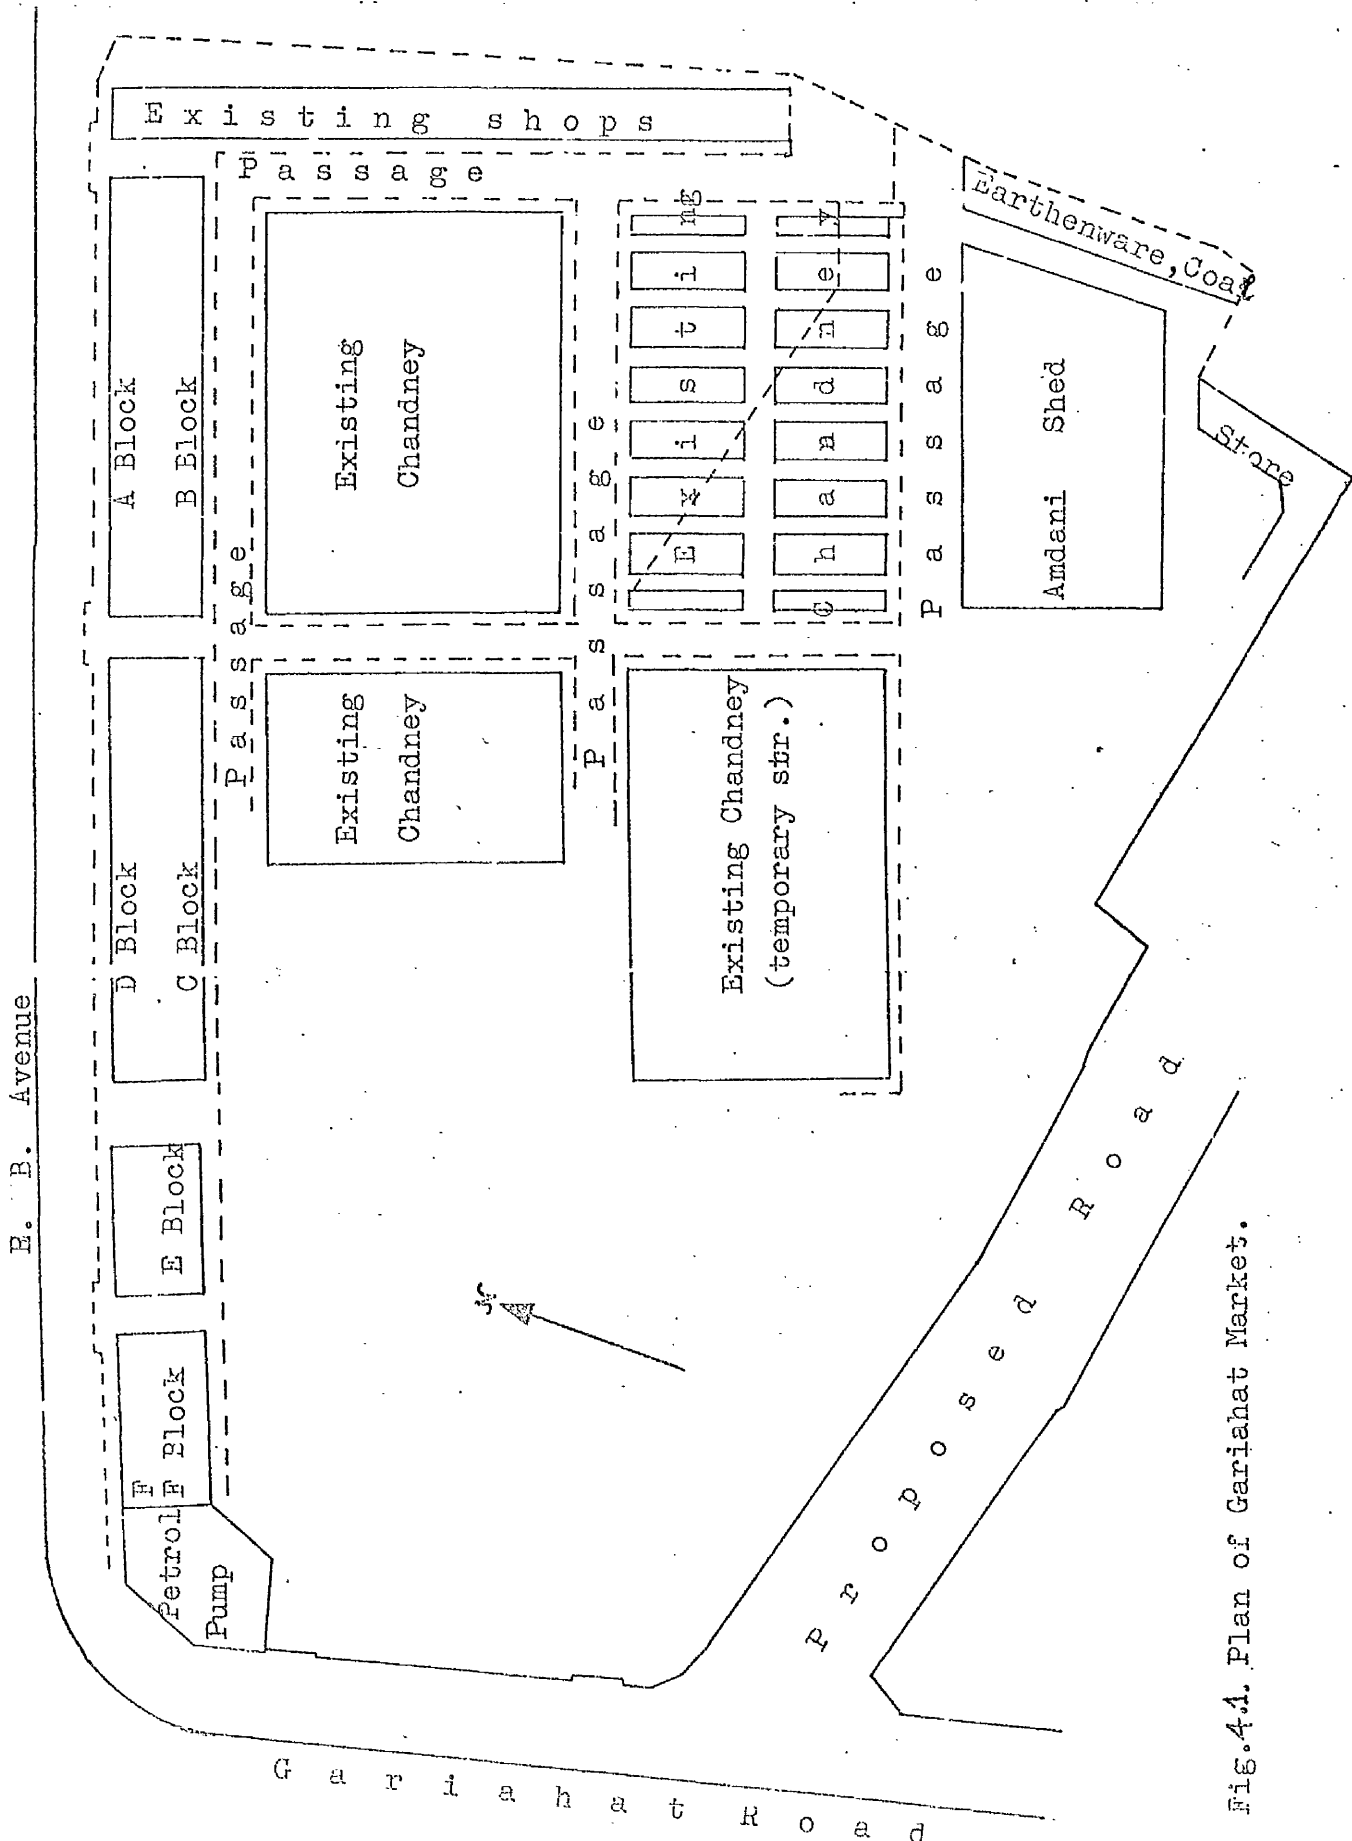 R. B. Avenue
Existing shops
Passage
A Block
B Block
D Block
C Block
E Block
F
F Block
Petrol
Pump
Passage
Existing
Chandney
Existing
Chandney
Passage
Existing
Chandney
Existing Chandney
(temporary str.)
Passage
Amdani Shed
Earthenware, Coal
Store
N
Proposed Road
Gariahat Road
Fig.4.1. Plan of Gariahat Market.